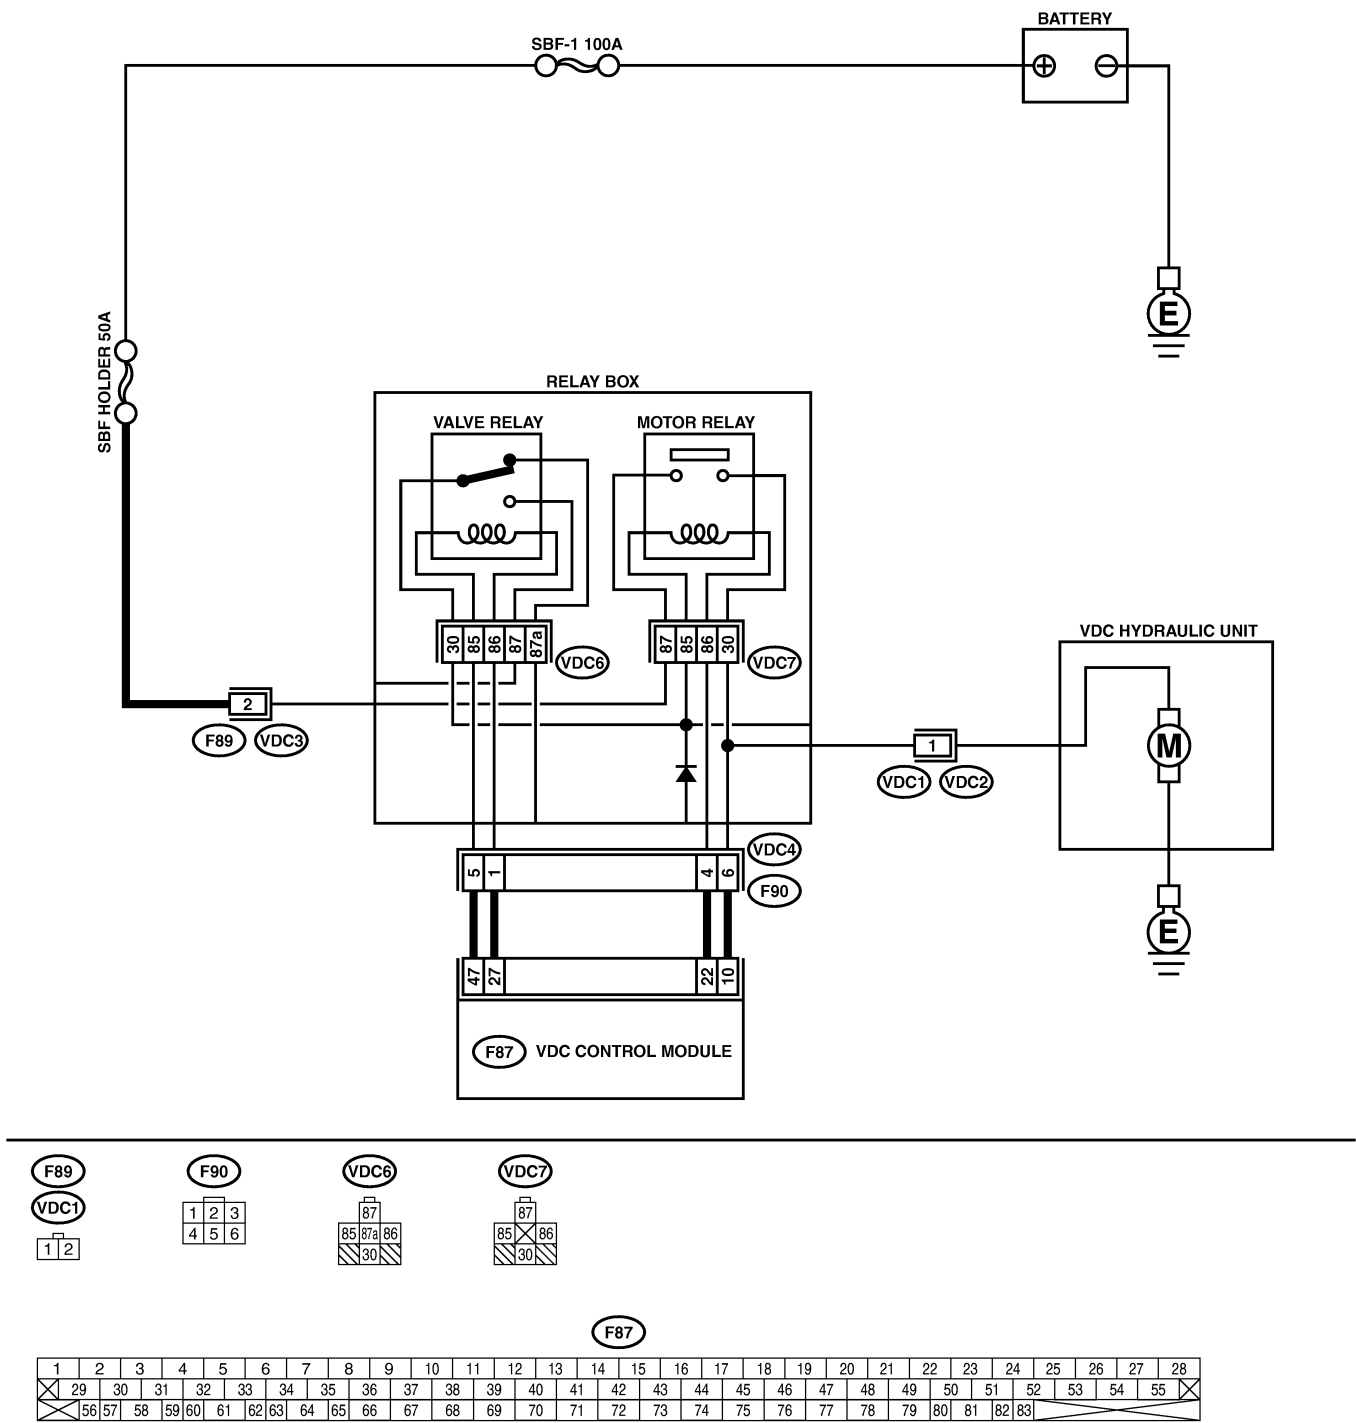 BATTERY
SBF-1 100A
E
SBF HOLDER 50A
RELAY BOX
VALVE RELAY
MOTOR RELAY
30 85 86 87 87a
VDC6
87 85 86 30
VDC7
VDC HYDRAULIC UNIT
2
F89 VDC3
M
1
VDC1 VDC2
VDC4
5 1 4 6
F90
E
47 27 22 10
F87 VDC CONTROL MODULE
F89
VDC1
1 2
F90
1 2 3
4 5 6
VDC6
87
85 87a 86
30
VDC7
87
85 86
30
F87
1 2 3 4 5 6 7 8 9 10 11 12 13 14 15 16 17 18 19 20 21 22 23 24 25 26 27 28
29 30 31 32 33 34 35 36 37 38 39 40 41 42 43 44 45 46 47 48 49 50 51 52 53 54 55
56 57 58 59 60 61 62 63 64 65 66 67 68 69 70 71 72 73 74 75 76 77 78 79 80 81 82 83